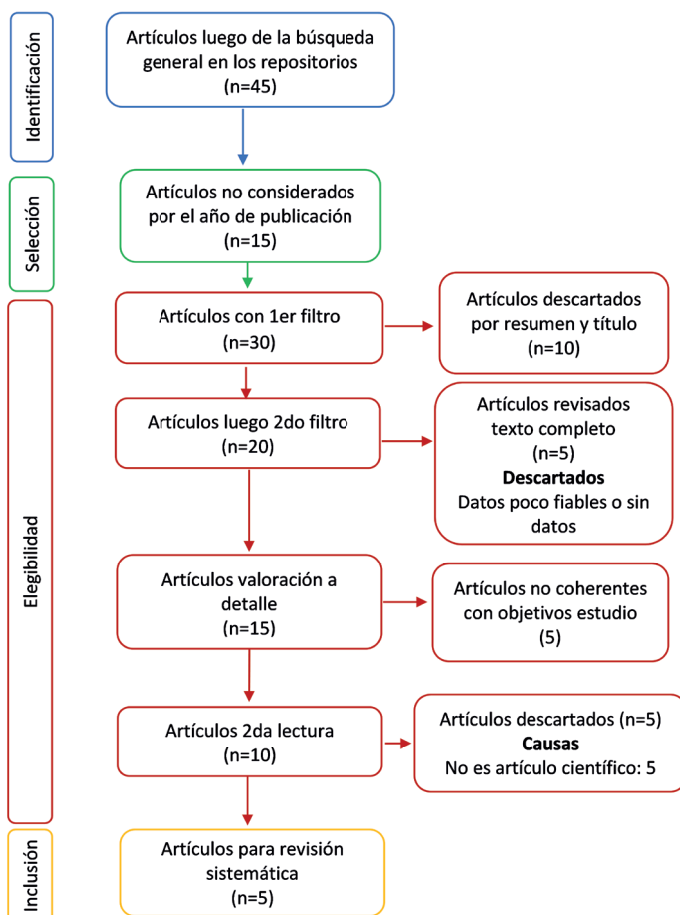 Identificación
Artículos luego de la búsqueda
general en los repositorios
(n=45)
Selección
Artículos no considerados
por el año de publicación
(n=15)
Elegibilidad
Artículos con 1er filtro
(n=30)
Artículos descartados
por resumen y título
(n=10)
Artículos luego 2do filtro
(n=20)
Artículos revisados
texto completo
(n=5)
Descartados
Datos poco fiables o sin
datos
Artículos valoración a
detalle
(n=15)
Artículos no coherentes
con objetivos estudio
(5)
Artículos 2da lectura
(n=10)
Artículos descartados (n=5)
Causas
No es artículo científico: 5
Inclusión
Artículos para revisión
sistemática
(n=5)